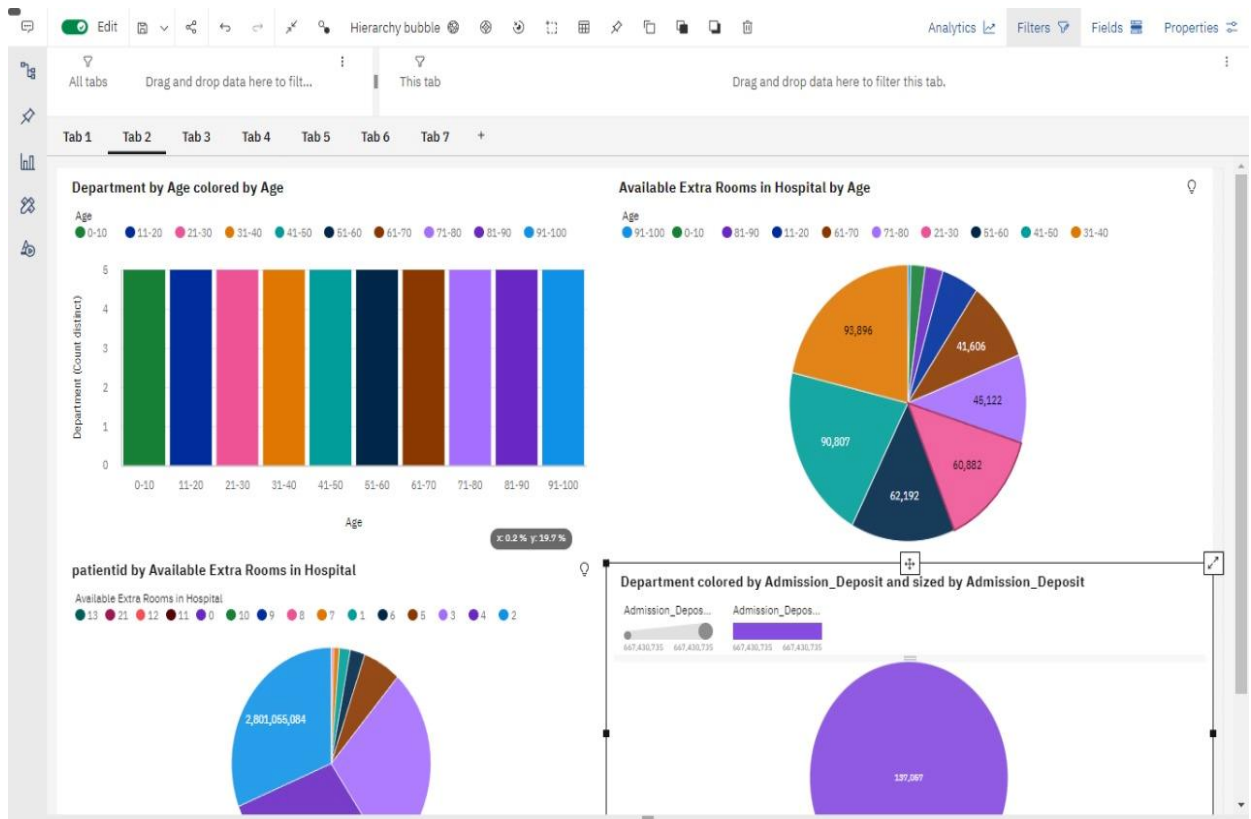 Edit Hierarchy bubble Analytics Filters Fields Properties
All tabs Drag and drop data here to filt... This tab Drag and drop data here to filter this tab.
Tab 1 Tab 2 Tab 3 Tab 4 Tab 5 Tab 6 Tab 7 +
Department by Age colored by Age
Age
0-10 11-20 21-30 31-40 41-50 51-60 61-70 71-80 81-90 91-100
Department (Count distinct)
5
4
3
2
1
0
0-10 11-20 21-30 31-40 41-50 51-60 61-70 71-80 81-90 91-100
Age
x: 0.2 % y: 19.7 %
Available Extra Rooms in Hospital by Age
Age
91-100 0-10 81-90 11-20 61-70 71-80 21-30 51-60 41-50 31-40
93,896
41,606
45,122
90,807
60,882
62,192
patientid by Available Extra Rooms in Hospital
Available Extra Rooms in Hospital
13 21 12 11 0 10 9 8 7 1 6 5 3 4 2
2,801,055,084
Department colored by Admission_Deposit and sized by Admission_Deposit
Admission_Depos... Admission_Depos...
667,430,735 667,430,735 667,430,735 667,430,735